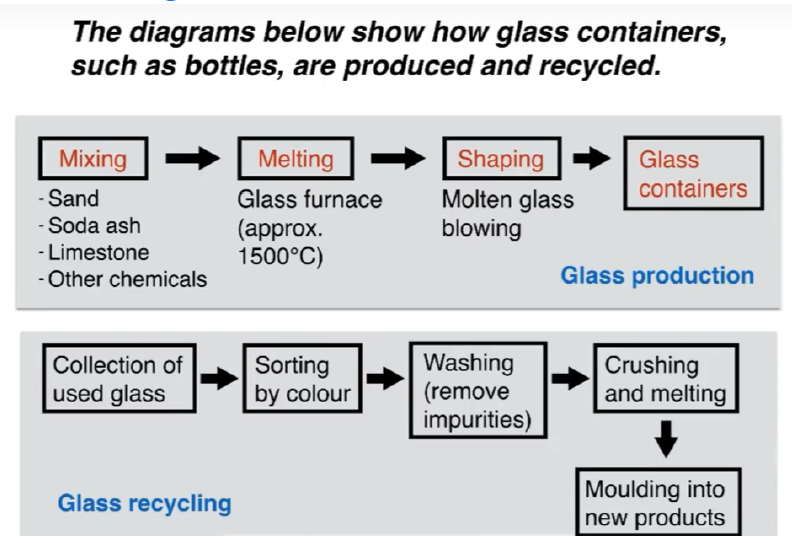 The diagrams below show how glass containers,
such as bottles, are produced and recycled.
Mixing
- Sand
- Soda ash
- Limestone
- Other chemicals
Melting
Glass furnace
(approx.
1500°C)
Shaping
Molten glass
blowing
Glass
containers
Glass production
Collection of
used glass
Sorting
by colour
Washing
(remove
impurities)
Crushing
and melting
Moulding into
new products
Glass recycling